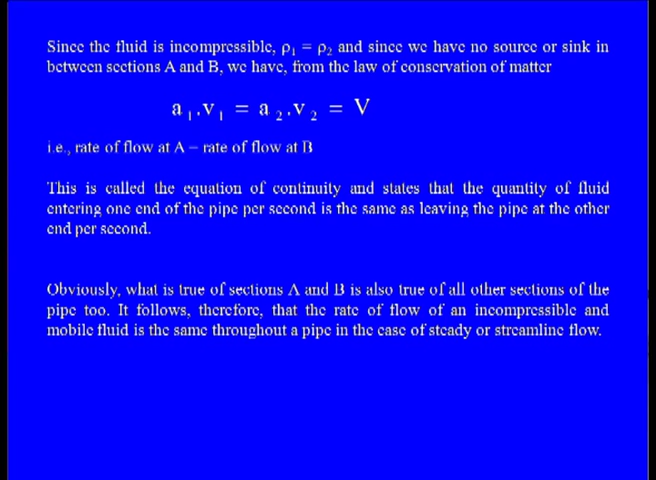 Since the fluid is incompressible, ρ₁ = ρ₂ and since we have no source or sink in
between sections A and B, we have, from the law of conservation of matter
a ₁.v ₁ = a ₂.v ₂ = V
i.e., rate of flow at A = rate of flow at B
This is called the equation of continuity and states that the quantity of fluid
entering one end of the pipe per second is the same as leaving the pipe at the other
end per second.
Obviously, what is true of sections A and B is also true of all other sections of the
pipe too. It follows, therefore, that the rate of flow of an incompressible and
mobile fluid is the same throughout a pipe in the case of steady or streamline flow.